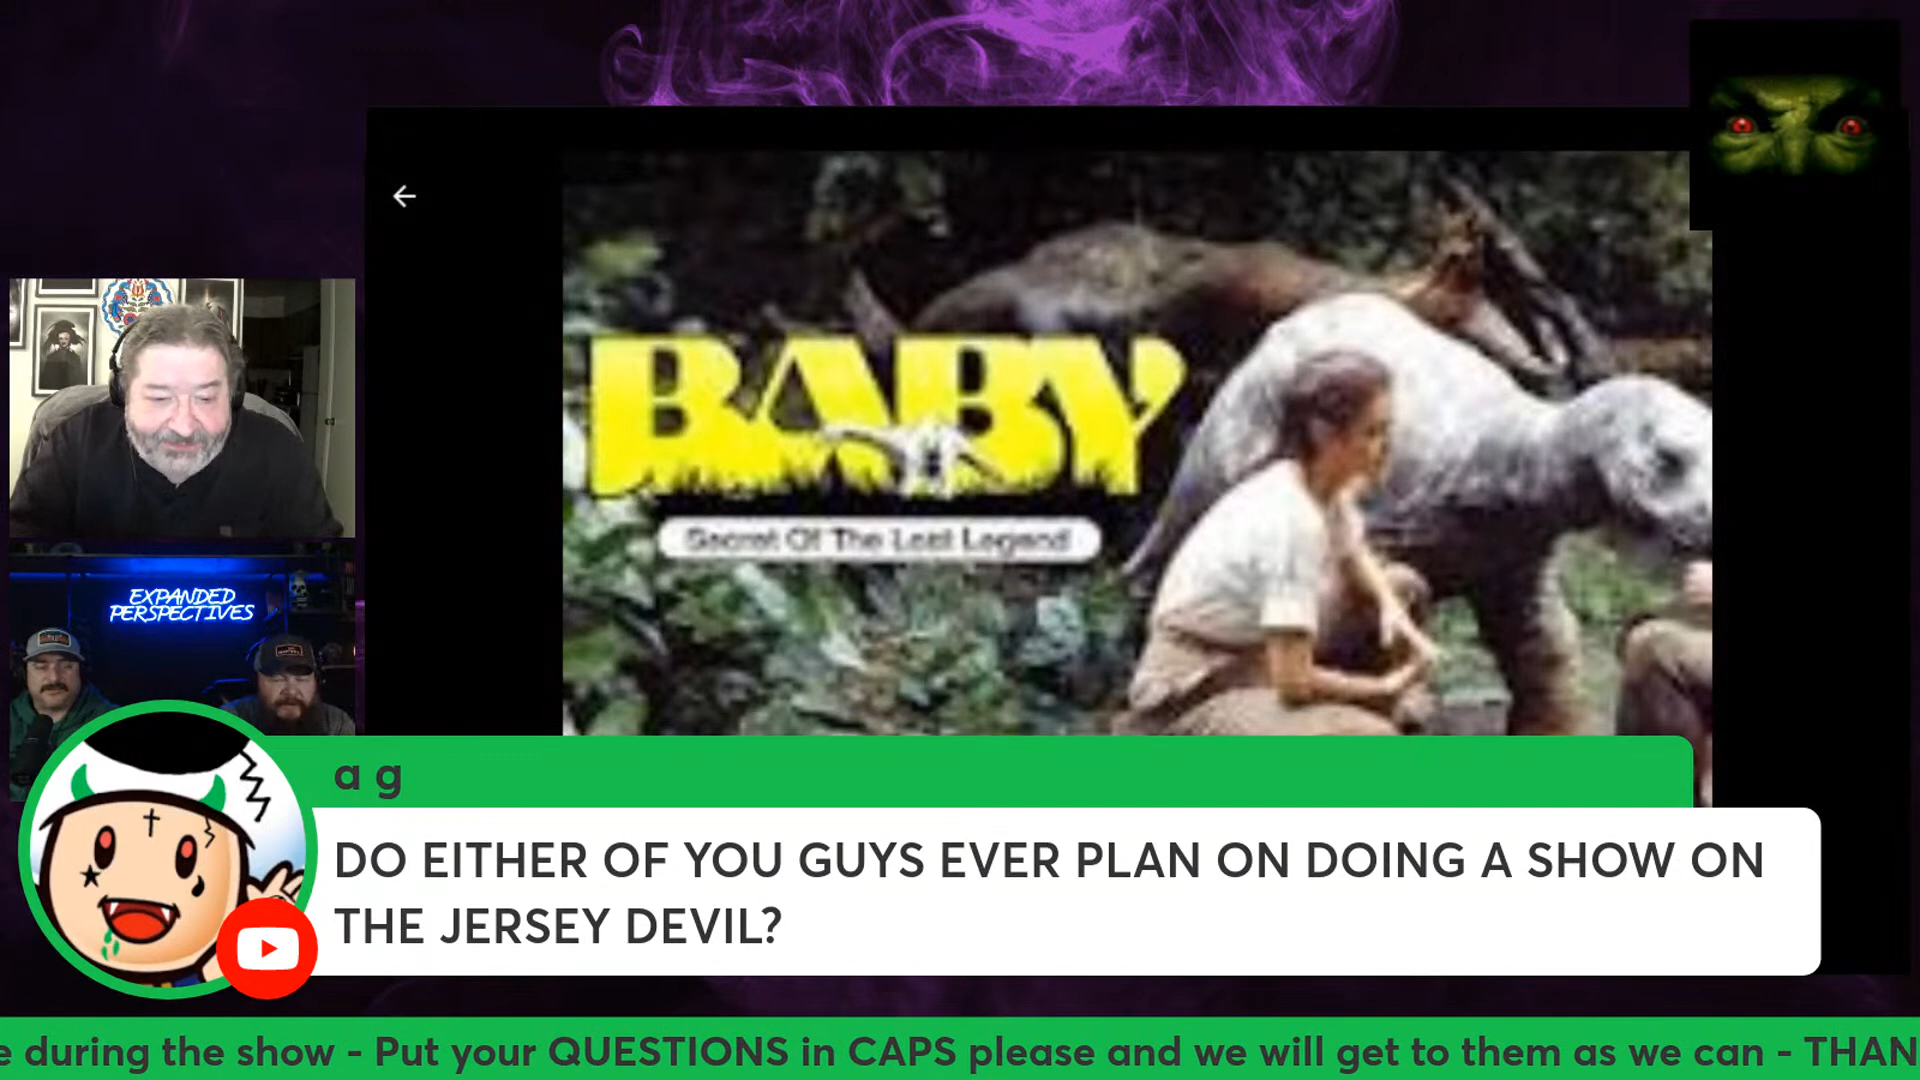 BABY
Secret Of The Lost Legend
EXPANDED
PERSPECTIVES
a g
DO EITHER OF YOU GUYS EVER PLAN ON DOING A SHOW ON
THE JERSEY DEVIL?
e during the show - Put your QUESTIONS in CAPS please and we will get to them as we can - THAN